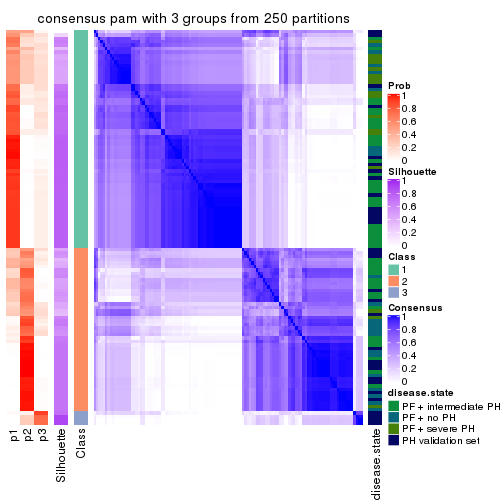 consensus pam with 3 groups from 250 partitions
Prob
1
0.8
0.6
0.4
0.2
0
Silhouette
1
0.8
0.6
0.4
0.2
0
Class
1
2
3
Consensus
1
0.8
0.6
0.4
0.2
0
disease.state
PF + intermediate PH
PF + no PH
PF + severe PH
PH validation set
p1
p2
p3
Silhouette
Class
disease.state